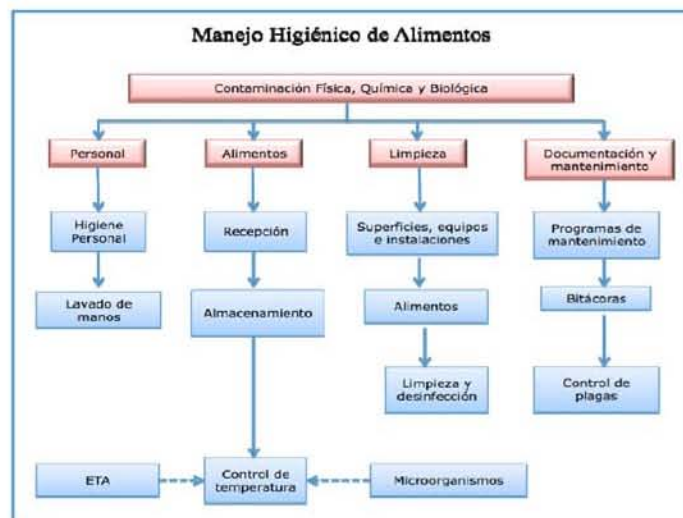 Manejo Higiénico de Alimentos
Contaminación Física, Química y Biológica
Personal
Alimentos
Limpieza
Documentación y
mantenimiento
Higiene
Personal
Recepción
Superficies, equipos
e instalaciones
Programas de
mantenimiento
Lavado de
manos
Almacenamiento
Alimentos
Bitácoras
Limpieza y
desinfección
Control de
plagas
ETA
Control de
temperatura
Microorganismos